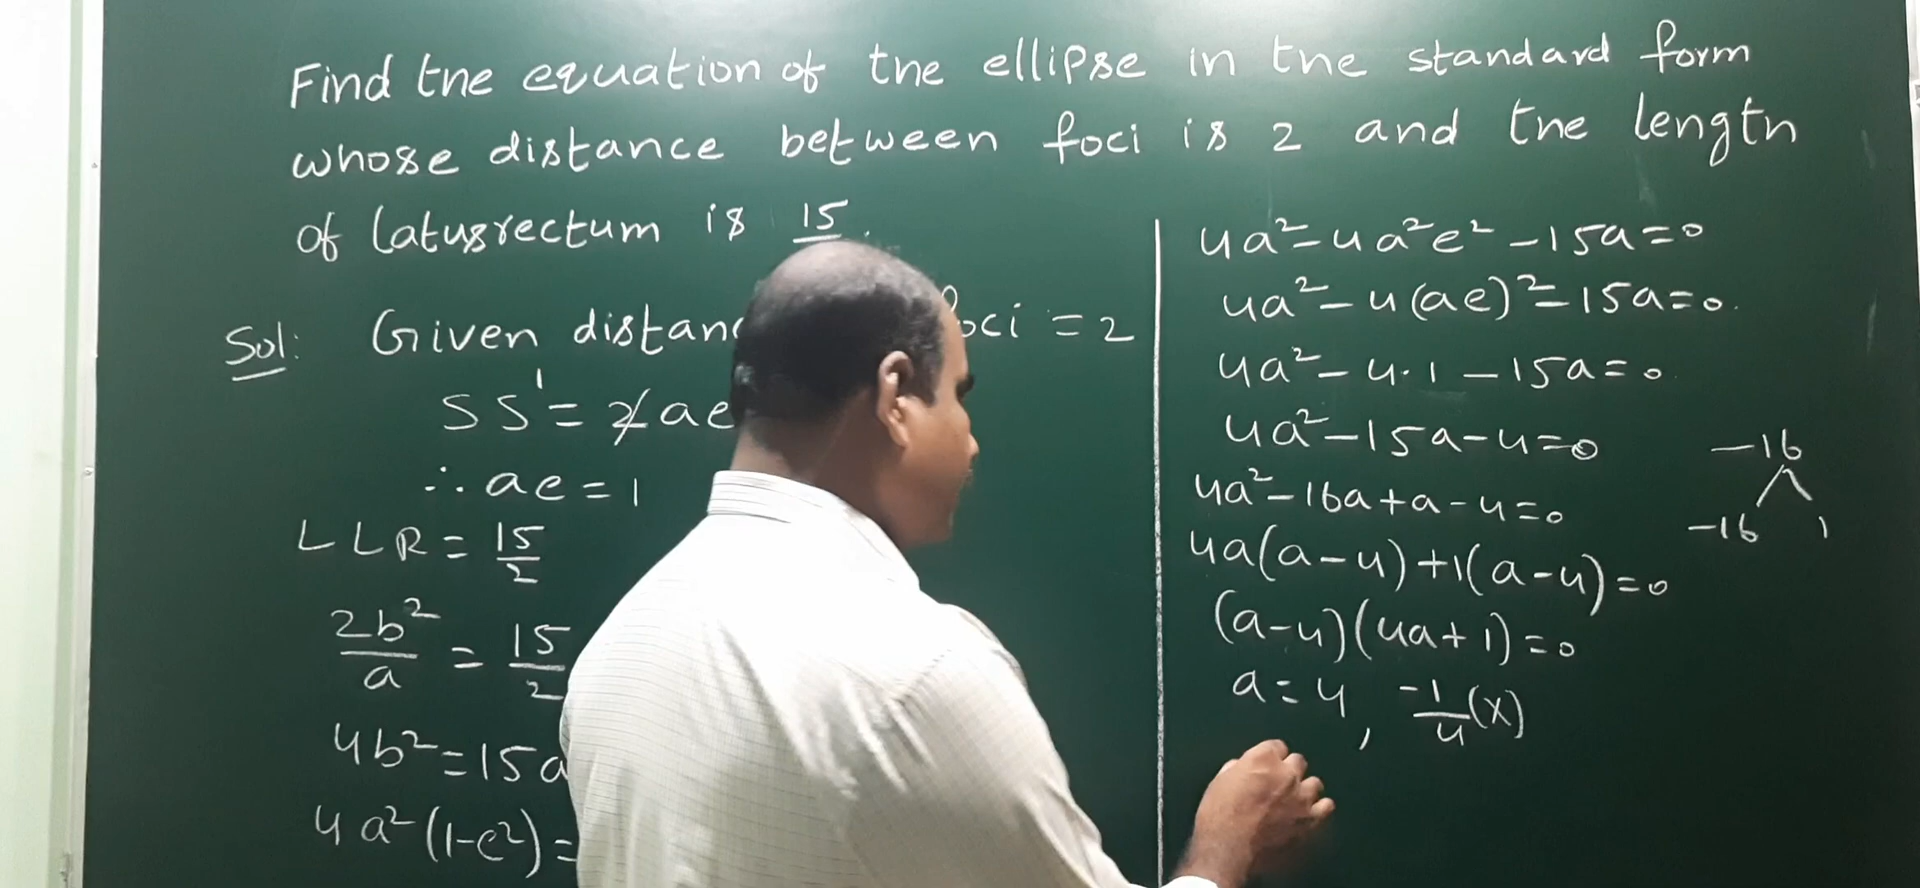 Find the equation of the ellipse in the standard form
whose distance between foci is 2 and the length
of latusrectum is 15
Sol: Given foci = 2
SS' = 2ae
∴ ae = 1
LLR = 15/2
2b²/a = 15/2
4b² = 15a
4a²(1-e²) =
4a² - 4a²e² - 15a = 0
4a² - 4(ae)² - 15a = 0.
4a² - 4·1 - 15a = 0
4a² - 15a - 4 = 0
-16
4a² - 16a + a - 4 = 0
-16 1
4a(a-4) + 1(a-4) = 0
(a-4)(4a+1) = 0
a = 4, -1/4 (x)